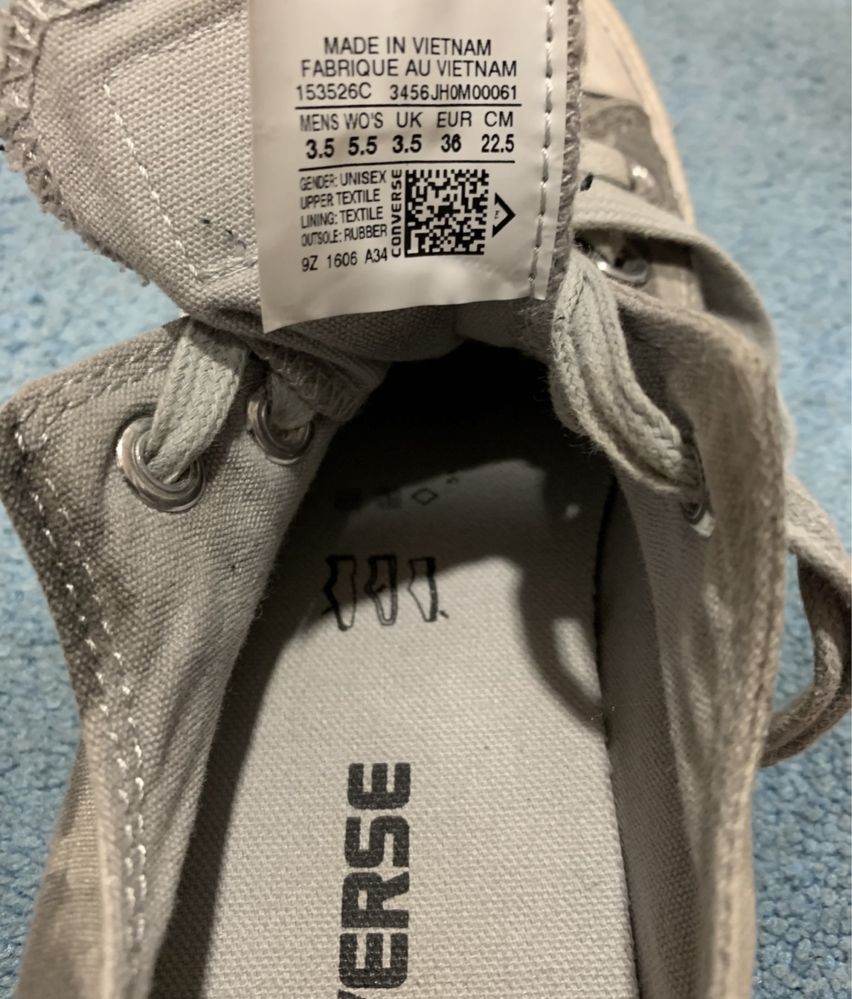 MADE IN VIETNAM
FABRIQUE AU VIETNAM
153526C 3456JH0M00061
MENS WO'S UK EUR CM
3.5 5.5 3.5 36 22.5
GENDER: UNISEX
UPPER TEXTILE
LINING: TEXTILE
OUTSOLE: RUBBER
CONVERSE
9Z 1606 A34
ERSE